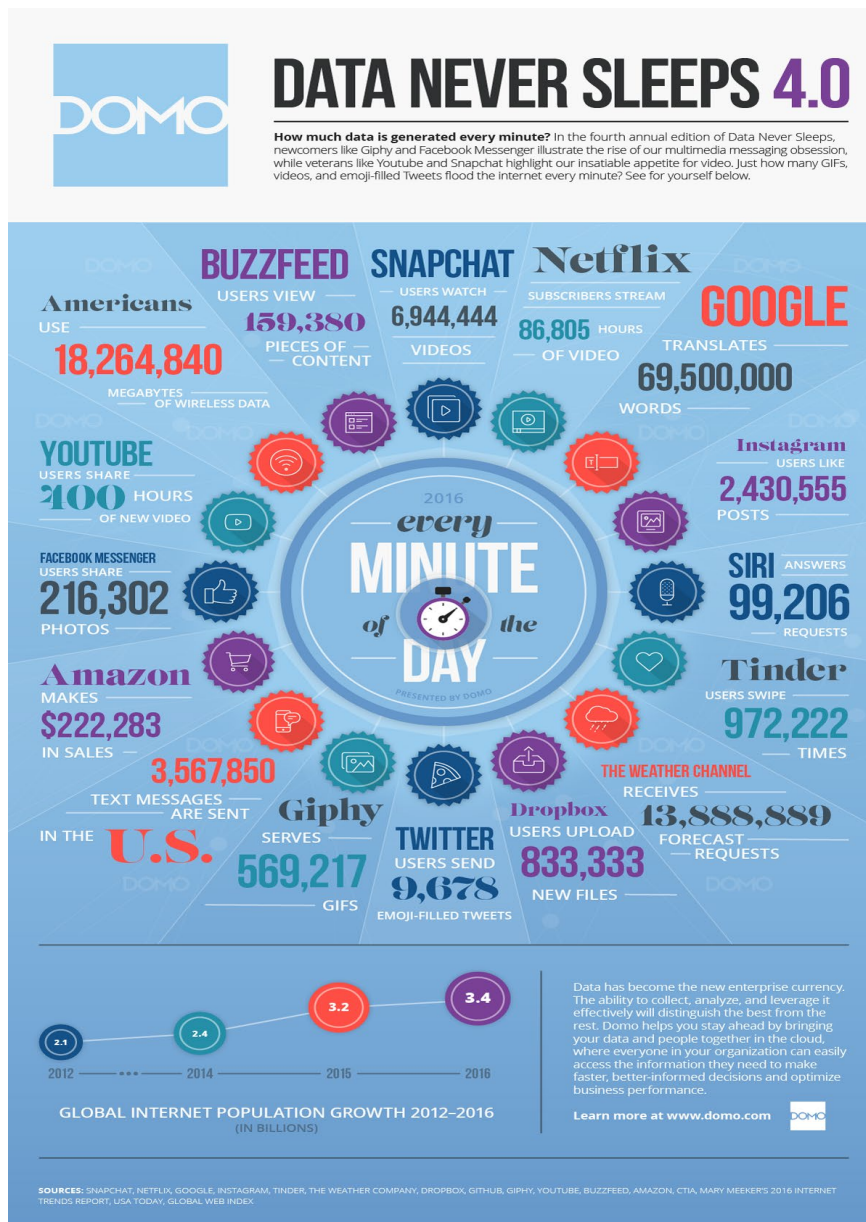 DOMO
DATA NEVER SLEEPS 4.0
How much data is generated every minute? In the fourth annual edition of Data Never Sleeps,
newcomers like Giphy and Facebook Messenger illustrate the rise of our multimedia messaging obsession,
while veterans like Youtube and Snapchat highlight our insatiable appetite for video. Just how many GIFs,
videos, and emoji-filled Tweets flood the internet every minute? See for yourself below.
Americans
USE
18,264,840
MEGABYTES
OF WIRELESS DATA
BUZZFEED
USERS VIEW
159,380
PIECES OF
CONTENT
SNAPCHAT
USERS WATCH
6,944,444
VIDEOS
Netflix
SUBSCRIBERS STREAM
86,805 HOURS
OF VIDEO
GOOGLE
TRANSLATES
69,500,000
WORDS
YOUTUBE
USERS SHARE
400 HOURS
OF NEW VIDEO
Instagram
USERS LIKE
2,430,555
POSTS
FACEBOOK MESSENGER
USERS SHARE
216,302
PHOTOS
2016
every
MINUTE
of the
DAY
PRESENTED BY DOMO
SIRI ANSWERS
99,206
REQUESTS
Amazon
MAKES
$222,283
IN SALES
Tinder
USERS SWIPE
972,222
TIMES
3,567,850
TEXT MESSAGES
ARE SENT
IN THE U.S.
Giphy
SERVES
569,217
GIFS
TWITTER
USERS SEND
9,678
EMOJI-FILLED TWEETS
Dropbox
USERS UPLOAD
833,333
NEW FILES
THE WEATHER CHANNEL
RECEIVES
13,888,889
FORECAST
REQUESTS
DOMO
DOMO
DOMO
DOMO
DOMO
DOMO
DOMO
DOMO
2.1
2.4
3.2
3.4
2012 2014 2015 2016
GLOBAL INTERNET POPULATION GROWTH 2012–2016
(IN BILLIONS)
Data has become the new enterprise currency.
The ability to collect, analyze, and leverage it
effectively will distinguish the best from the
rest. Domo helps you stay ahead by bringing
your data and people together in the cloud,
where everyone in your organization can easily
access the information they need to make
faster, better-informed decisions and optimize
business performance.
Learn more at www.domo.com DOMO
SOURCES: SNAPCHAT, NETFLIX, GOOGLE, INSTAGRAM, TINDER, THE WEATHER COMPANY, DROPBOX, GITHUB, GIPHY, YOUTUBE, BUZZFEED, AMAZON, CTIA, MARY MEEKER'S 2016 INTERNET
TRENDS REPORT, USA TODAY, GLOBAL WEB INDEX